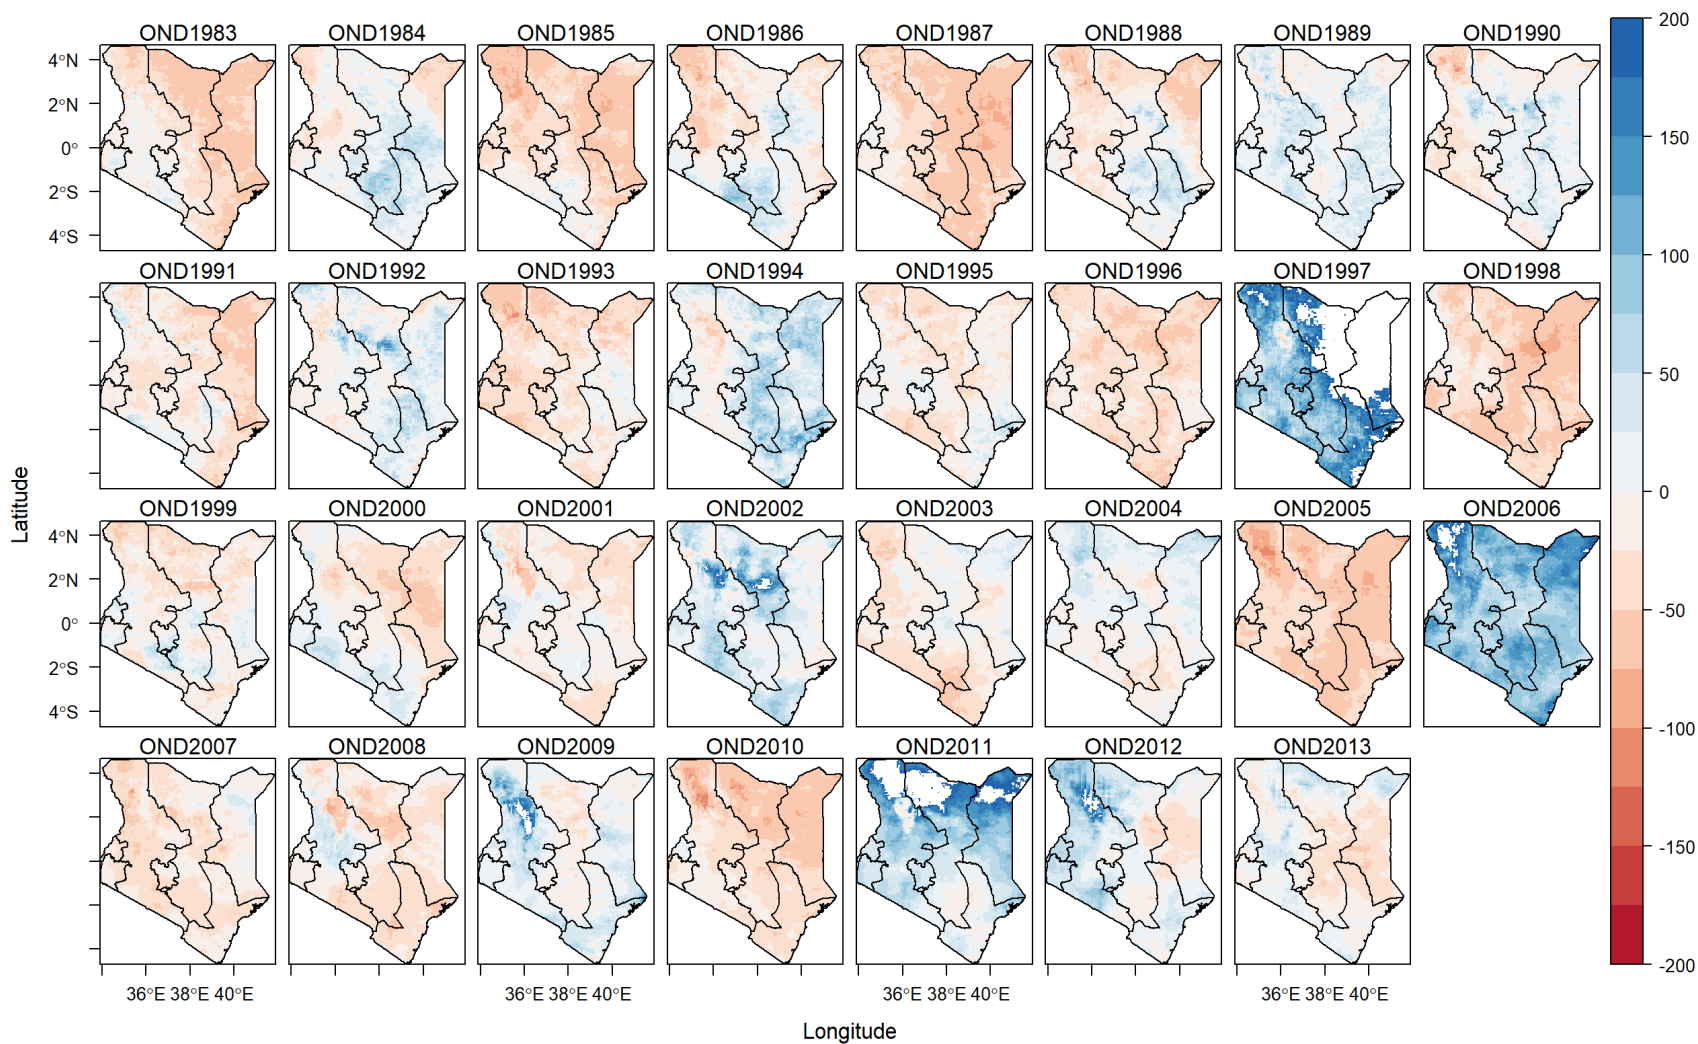 OND1983 OND1984 OND1985 OND1986 OND1987 OND1988 OND1989 OND1990
4°N
2°N
0°
2°S
4°S
OND1991 OND1992 OND1993 OND1994 OND1995 OND1996 OND1997 OND1998
OND1999 OND2000 OND2001 OND2002 OND2003 OND2004 OND2005 OND2006
4°N
2°N
0°
2°S
4°S
OND2007 OND2008 OND2009 OND2010 OND2011 OND2012 OND2013
36°E 38°E 40°E 36°E 38°E 40°E 36°E 38°E 40°E 36°E 38°E 40°E
Longitude
Latitude
200
150
100
50
0
-50
-100
-150
-200